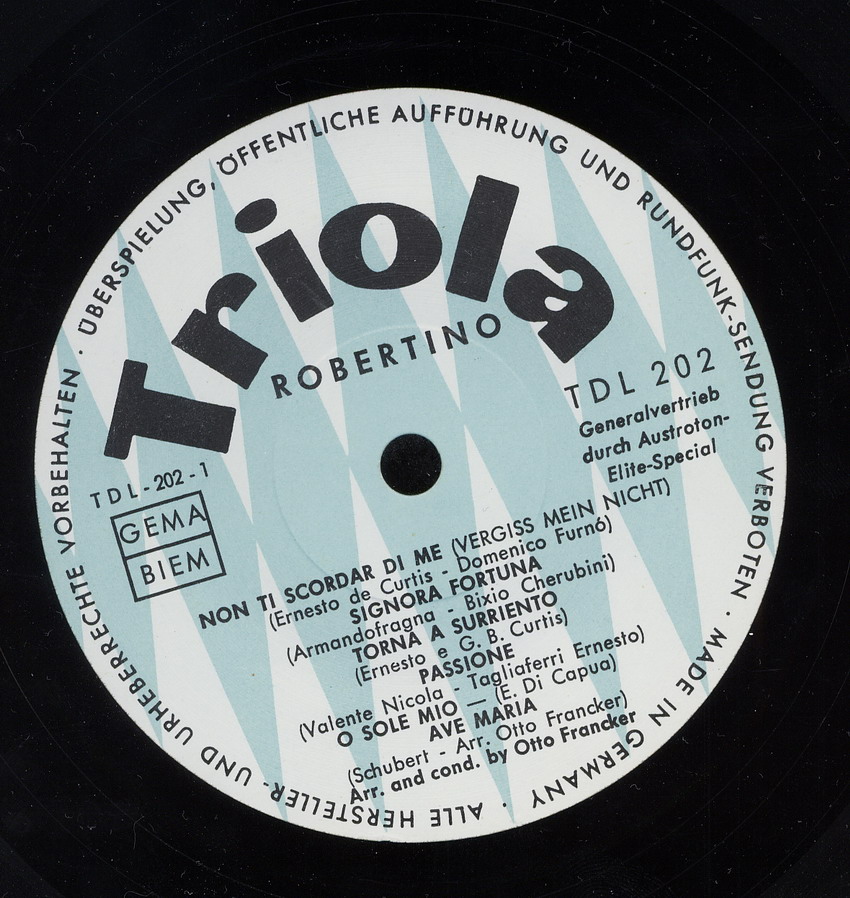 ALLE HERSTELLER- UND URHEBERRECHTE VORBEHALTEN · ÜBERSPIELUNG, ÖFFENTLICHE AUFFÜHRUNG UND RUNDFUNK-SENDUNG VERBOTEN · MADE IN GERMANY ·
Triola
ROBERTINO
TDL 202
Generalvertrieb
durch Austroton-
Elite-Special
TDL-202-1
GEMA
BIEM
NON TI SCORDAR DI ME (VERGISS MEIN NICHT)
(Ernesto de Curtis - Domenico Furnó)
SIGNORA FORTUNA
(Armandofragna - Bixio Cherubini)
TORNA A SURRIENTO
(Ernesto e G. B. Curtis)
PASSIONE
(Valente Nicola - Tagliaferri Ernesto)
O SOLE MIO — (E. Di Capua)
AVE MARIA
(Schubert - Arr. Otto Francker)
Arr. and cond. by Otto Francker